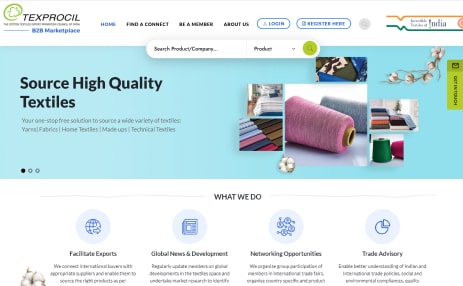 TEXPROCIL
THE COTTON TEXTILES EXPORT PROMOTION COUNCIL OF INDIA
B2B Marketplace
HOME
FIND A CONNECT
BE A MEMBER
ABOUT US
LOGIN
REGISTER HERE
Incredible
Textiles of India
Search Product/Company...
Product
GET IN TOUCH
Source High Quality
Textiles
Your one-stop free solution to source a wide variety of textiles:
Yarns| Fabrics | Home Textiles | Made ups | Technical Textiles
WHAT WE DO
Facilitate Exports
We connect international buyers with
appropriate suppliers and enable them to
source the right products as per
Global News & Development
Regularly update members on global
developments in the textiles space and
undertake market research to identify
Networking Opportunities
We organize group participation of
members in international trade fairs,
organize country specific and product
Trade Advisory
Enable better understanding of Indian and
International trade policies, social and
environmental compliances, quality